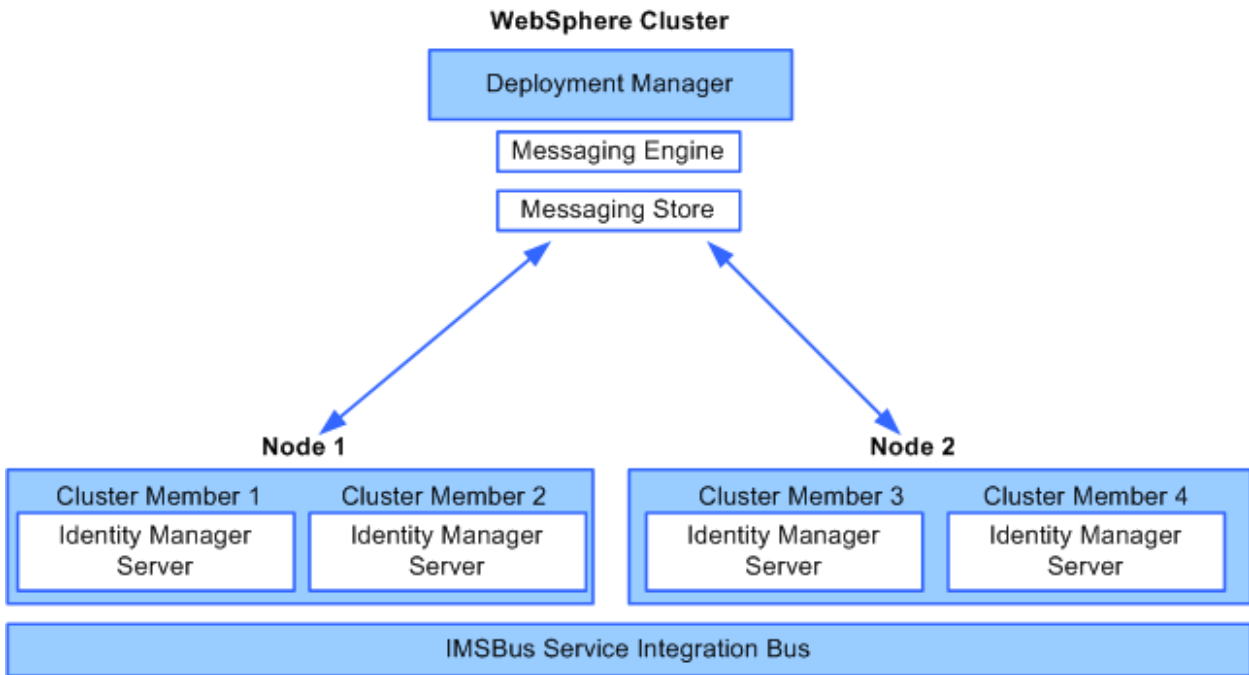 WebSphere Cluster
Deployment Manager
Messaging Engine
Messaging Store
Node 1
Node 2
Cluster Member 1
Cluster Member 2
Cluster Member 3
Cluster Member 4
Identity Manager
Server
Identity Manager
Server
Identity Manager
Server
Identity Manager
Server
IMSBus Service Integration Bus